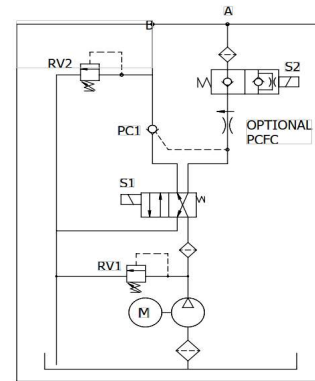 B A
RV2
S2
PC1
OPTIONAL
PCFC
S1
RV1
M